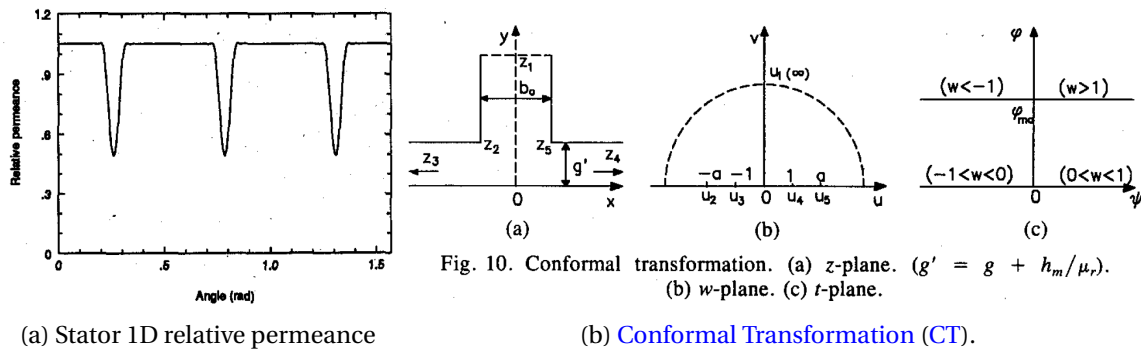 1.2
.9
.6
.3
0
0
.5
1.0
1.5
Relative permeance
Angle (rad)
y
z₁
b₀
z₂
z₅
z₃
z₄
g'
0
x
(a)
v
u₁(∞)
-a
-1
1
a
u₂
u₃
0
u₄
u₅
u
(b)
φ
(w<-1)
(w>1)
(-1<w<0)
(0<w<1)
0
ψ
(c)
Fig. 10. Conformal transformation. (a) z-plane. (g' = g + hₘ/μᵣ).
(b) w-plane. (c) t-plane.
(a) Stator 1D relative permeance
(b) Conformal Transformation (CT).